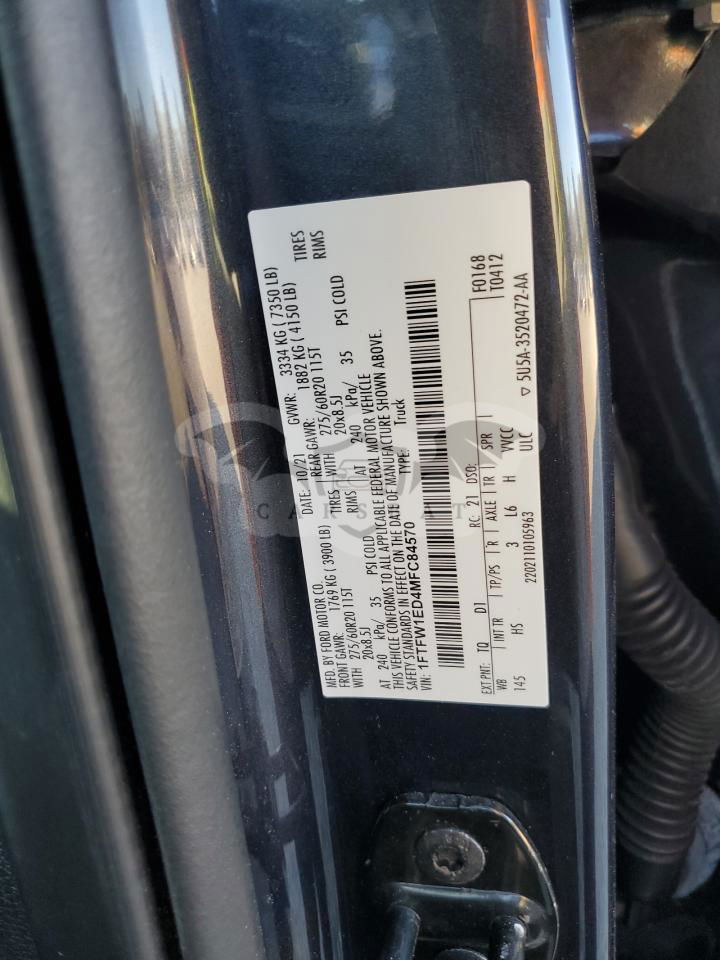 MFD. BY FORD MOTOR CO.
DATE: 10/21 GVWR: 3334 KG ( 7350 LB)
FRONT GAWR: 1769 KG ( 3900 LB) REAR GAWR: 1882 KG ( 4150 LB)
WITH 275/60R20 115T TIRES WITH 275/60R20 115T TIRES
20x8.5J RIMS 20x8.5J RIMS
AT 240 kPa/ 35 PSI COLD AT 240 kPa/ 35 PSI COLD
THIS VEHICLE CONFORMS TO ALL APPLICABLE FEDERAL MOTOR VEHICLE
SAFETY STANDARDS IN EFFECT ON THE DATE OF MANUFACTURE SHOWN ABOVE.
VIN: 1FTFW1ED4MFC84570 TYPE: Truck
F0168
T0412
EXT PNT: TQ D1 RC: 21 DSO:
WB INT TR TP/PS R AXLE TR SPR
145 HS 3 L6 H VVCC
ULC
2202110105963
5U5A-3520472-AA